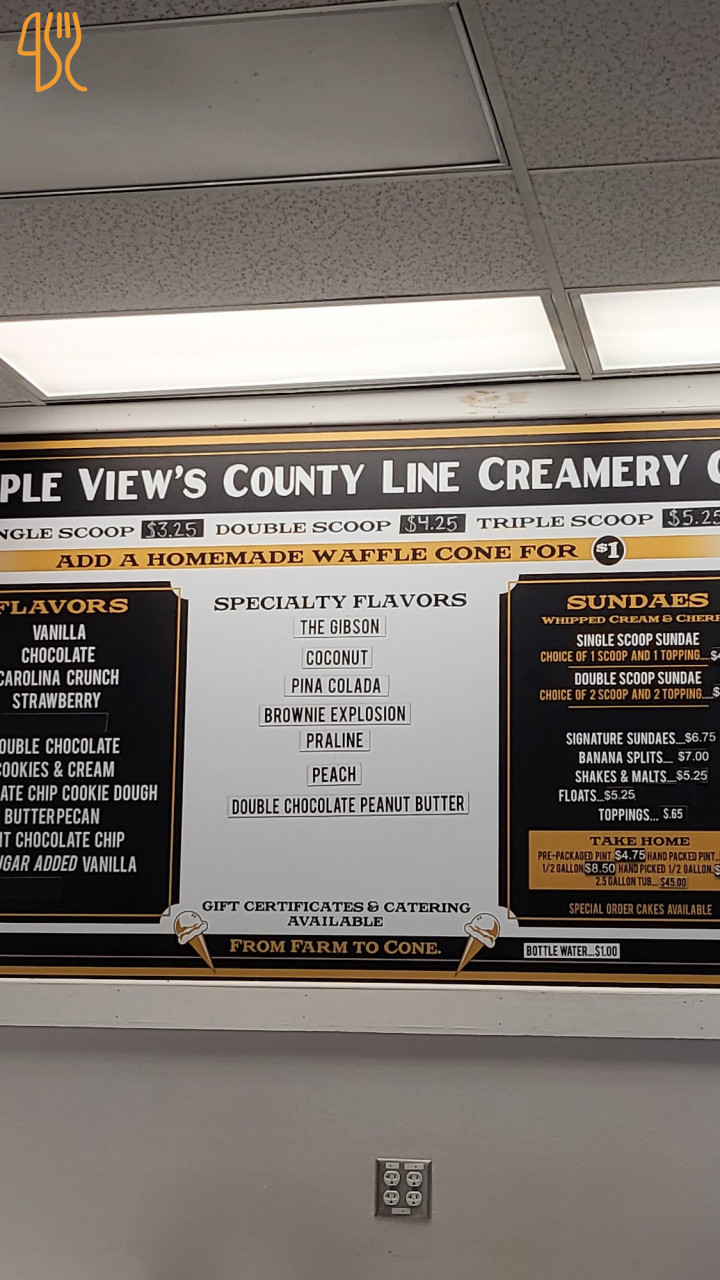 PLE VIEW'S COUNTY LINE CREAMERY
NGLE SCOOP $3.25 DOUBLE SCOOP $4.25 TRIPLE SCOOP $5.25
ADD A HOMEMADE WAFFLE CONE FOR $1
FLAVORS
VANILLA
CHOCOLATE
CAROLINA CRUNCH
STRAWBERRY
OUBLE CHOCOLATE
COOKIES & CREAM
ATE CHIP COOKIE DOUGH
BUTTERPECAN
NT CHOCOLATE CHIP
UGAR ADDED VANILLA
SPECIALTY FLAVORS
THE GIBSON
COCONUT
PINA COLADA
BROWNIE EXPLOSION
PRALINE
PEACH
DOUBLE CHOCOLATE PEANUT BUTTER
GIFT CERTIFICATES & CATERING
AVAILABLE
FROM FARM TO CONE.
SUNDAES
WHIPPED CREAM & CHERR
SINGLE SCOOP SUNDAE
CHOICE OF 1 SCOOP AND 1 TOPPING....$
DOUBLE SCOOP SUNDAE
CHOICE OF 2 SCOOP AND 2 TOPPING....$
SIGNATURE SUNDAES...$6.75
BANANA SPLITS.... $7.00
SHAKES & MALTS...$5.25
FLOATS...$5.25
TOPPINGS... $.65
TAKE HOME
PRE-PACKAGED PINT $4.75 HAND PACKED PINT..
1/2 GALLON $8.50 HAND PICKED 1/2 GALLON.$
2.5 GALLON TUB... $45.00
SPECIAL ORDER CAKES AVAILABLE
BOTTLE WATER...$1.00